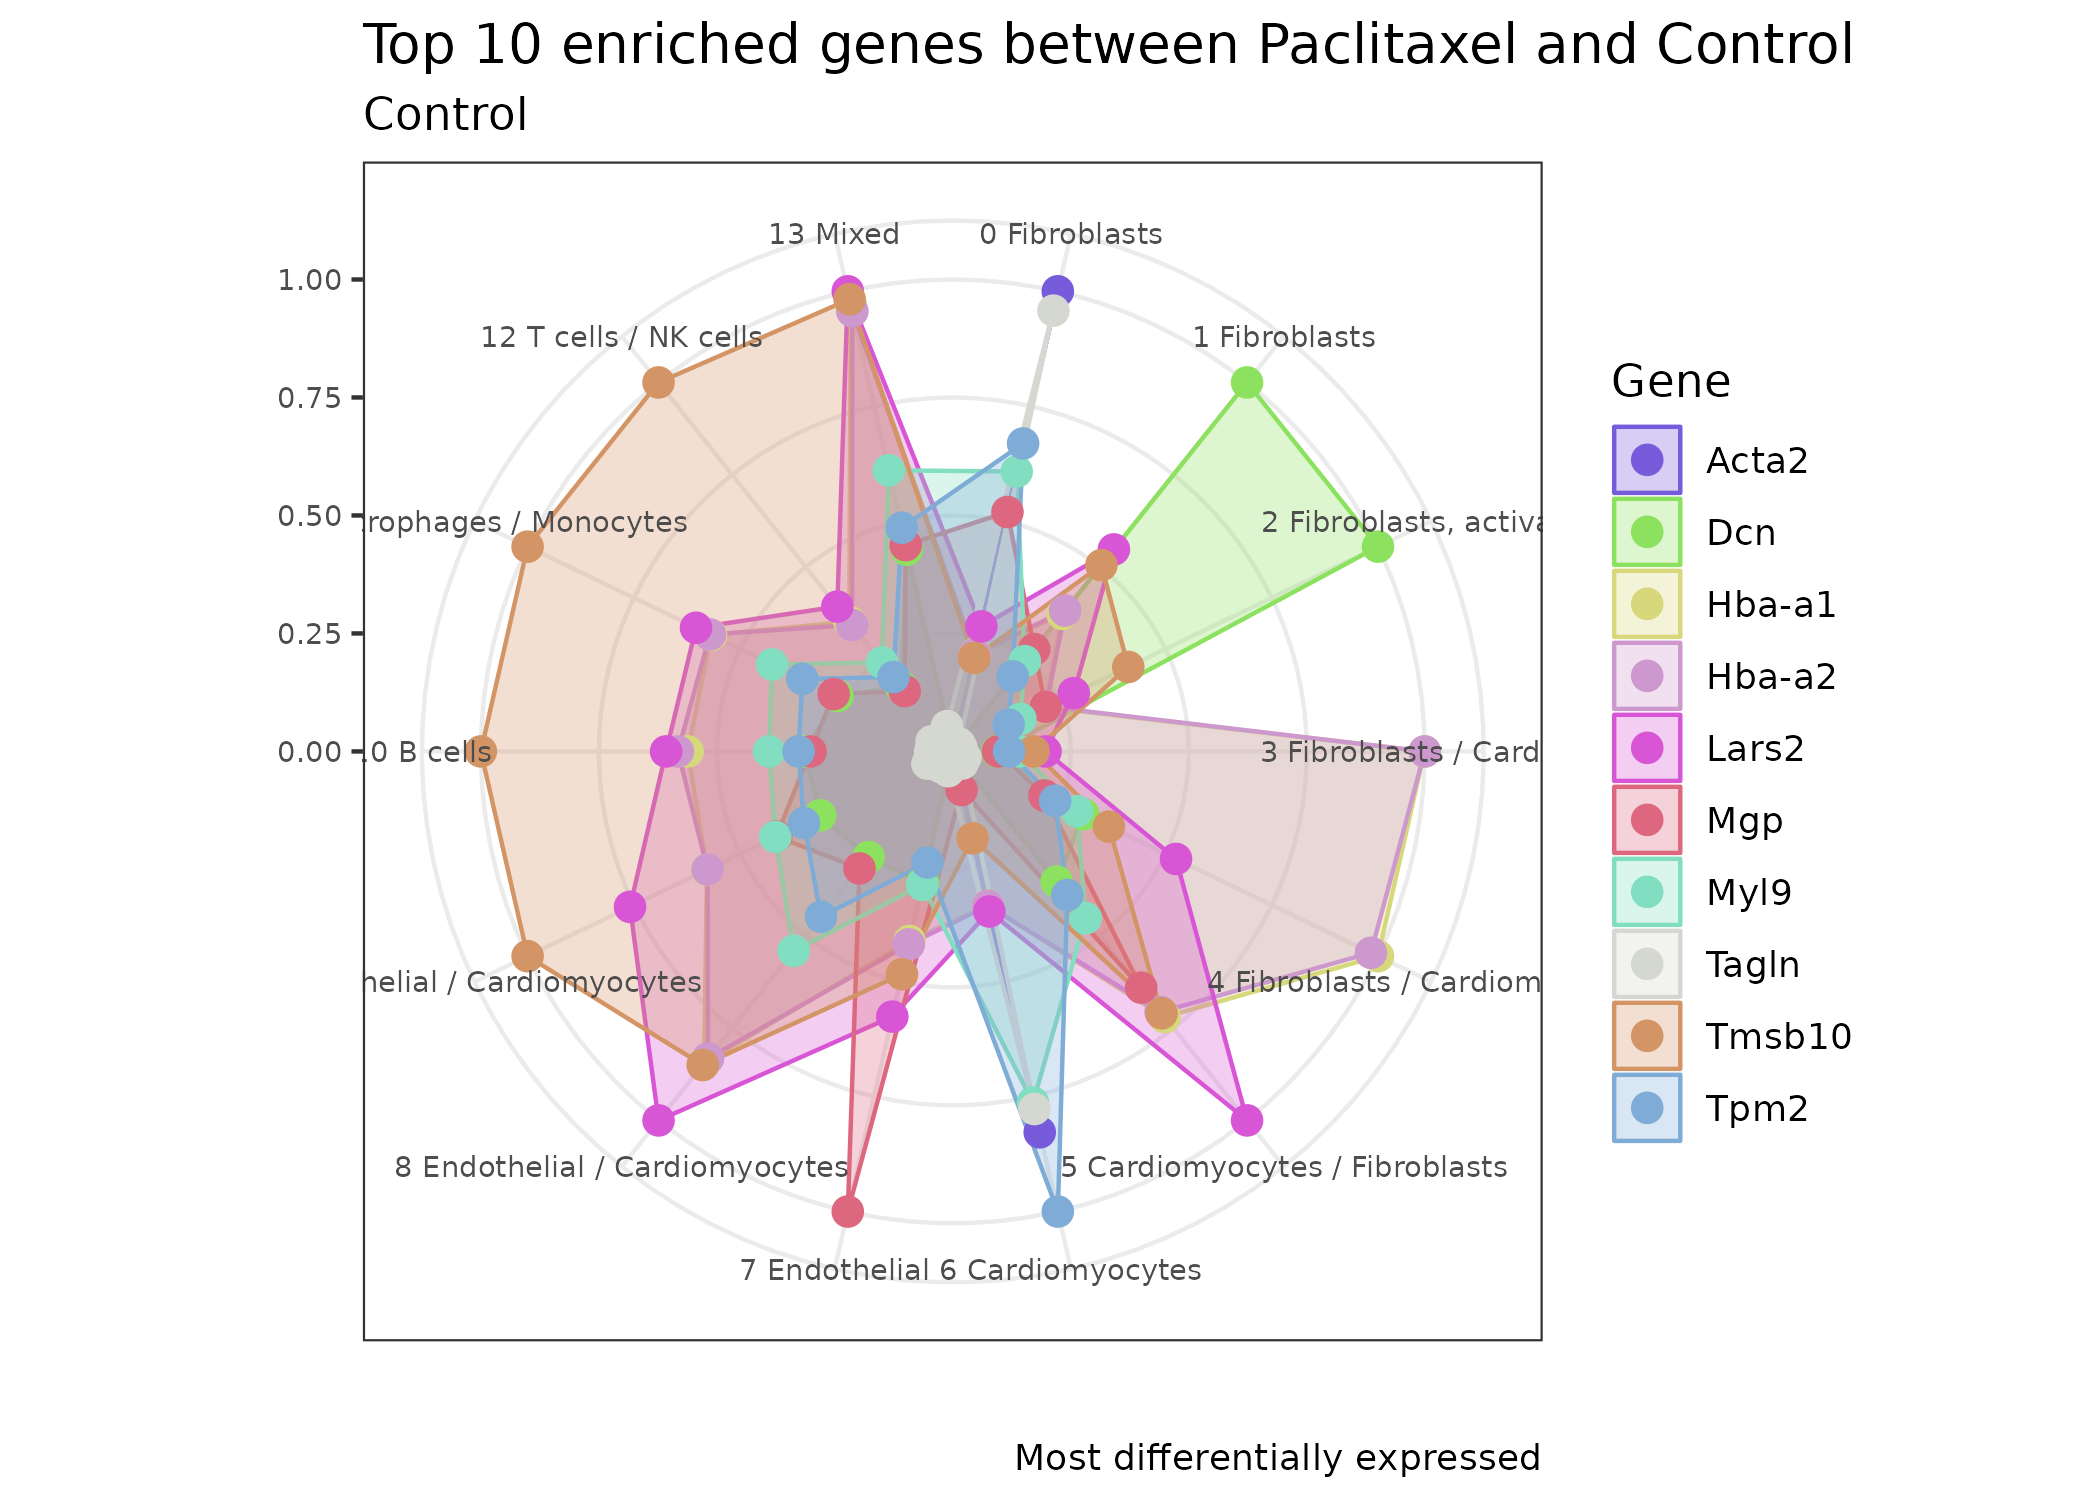 Top 10 enriched genes between Paclitaxel and Control
Control
13 Mixed
0 Fibroblasts
1.00
12 T cells / NK cells
1 Fibroblasts
0.75
0.50
rophages / Monocytes
2 Fibroblasts, activa
0.25
0.00
0 B cells
3 Fibroblasts / Card
helial / Cardiomyocytes
4 Fibroblasts / Cardiom
8 Endothelial / Cardiomyocytes
5 Cardiomyocytes / Fibroblasts
7 Endothelial
6 Cardiomyocytes
Gene
Acta2
Dcn
Hba-a1
Hba-a2
Lars2
Mgp
Myl9
Tagln
Tmsb10
Tpm2
Most differentially expressed